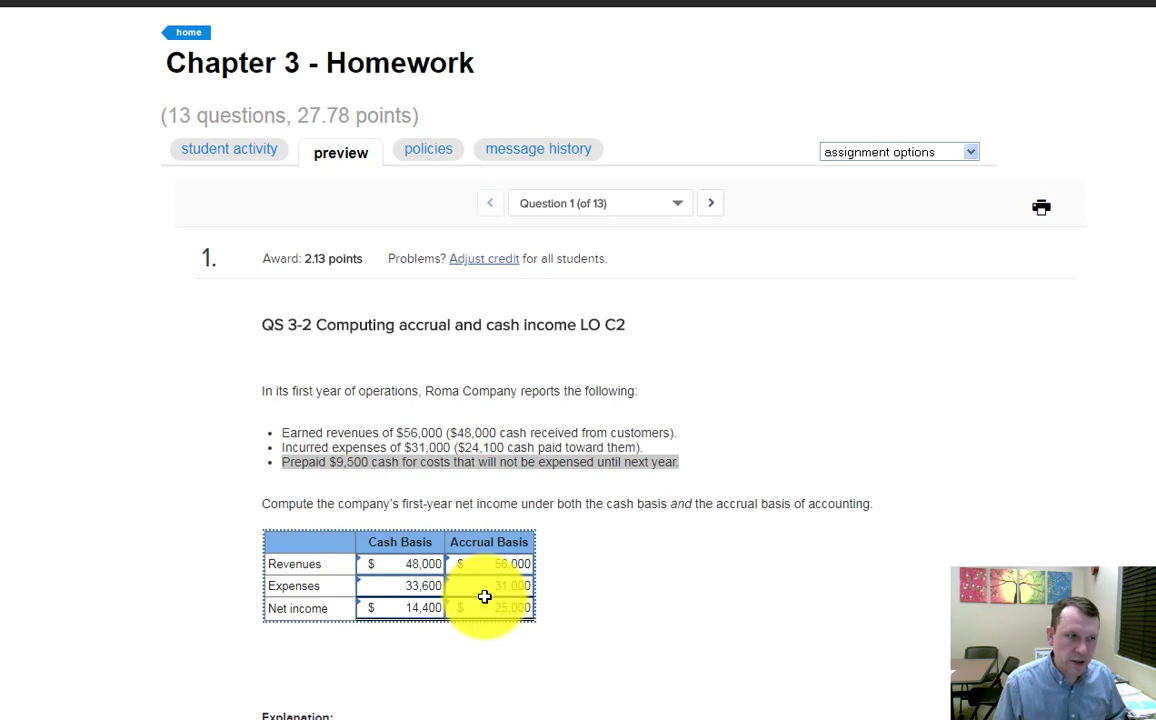 home
Chapter 3 - Homework
(13 questions, 27.78 points)
student activity preview policies message history assignment options
Question 1 (of 13)
1. Award: 2.13 points Problems? Adjust credit for all students.
QS 3-2 Computing accrual and cash income LO C2
In its first year of operations, Roma Company reports the following:
• Earned revenues of $56,000 ($48,000 cash received from customers).
• Incurred expenses of $31,000 ($24,100 cash paid toward them).
• Prepaid $9,500 cash for costs that will not be expensed until next year.
Compute the company's first-year net income under both the cash basis and the accrual basis of accounting.
Cash Basis Accrual Basis
Revenues $ 48,000 $ 56,000
Expenses 33,600 31,000
Net income $ 14,400 $ 25,000
Explanation: